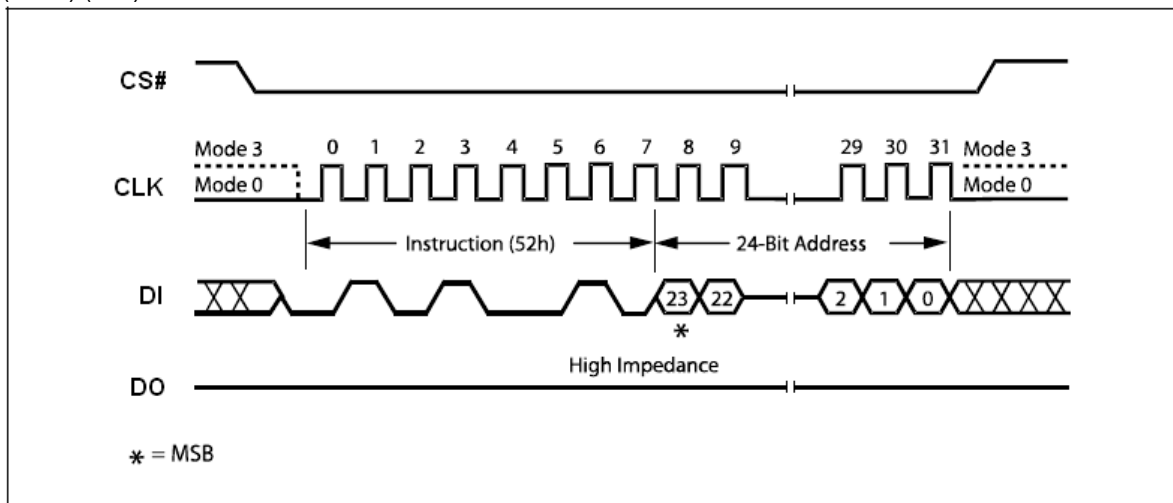 CS#
Mode 3 0 1 2 3 4 5 6 7 8 9 29 30 31 Mode 3
CLK Mode 0 Mode 0
Instruction (52h) 24-Bit Address
DI 23 22 2 1 0
*
High Impedance
DO
* = MSB